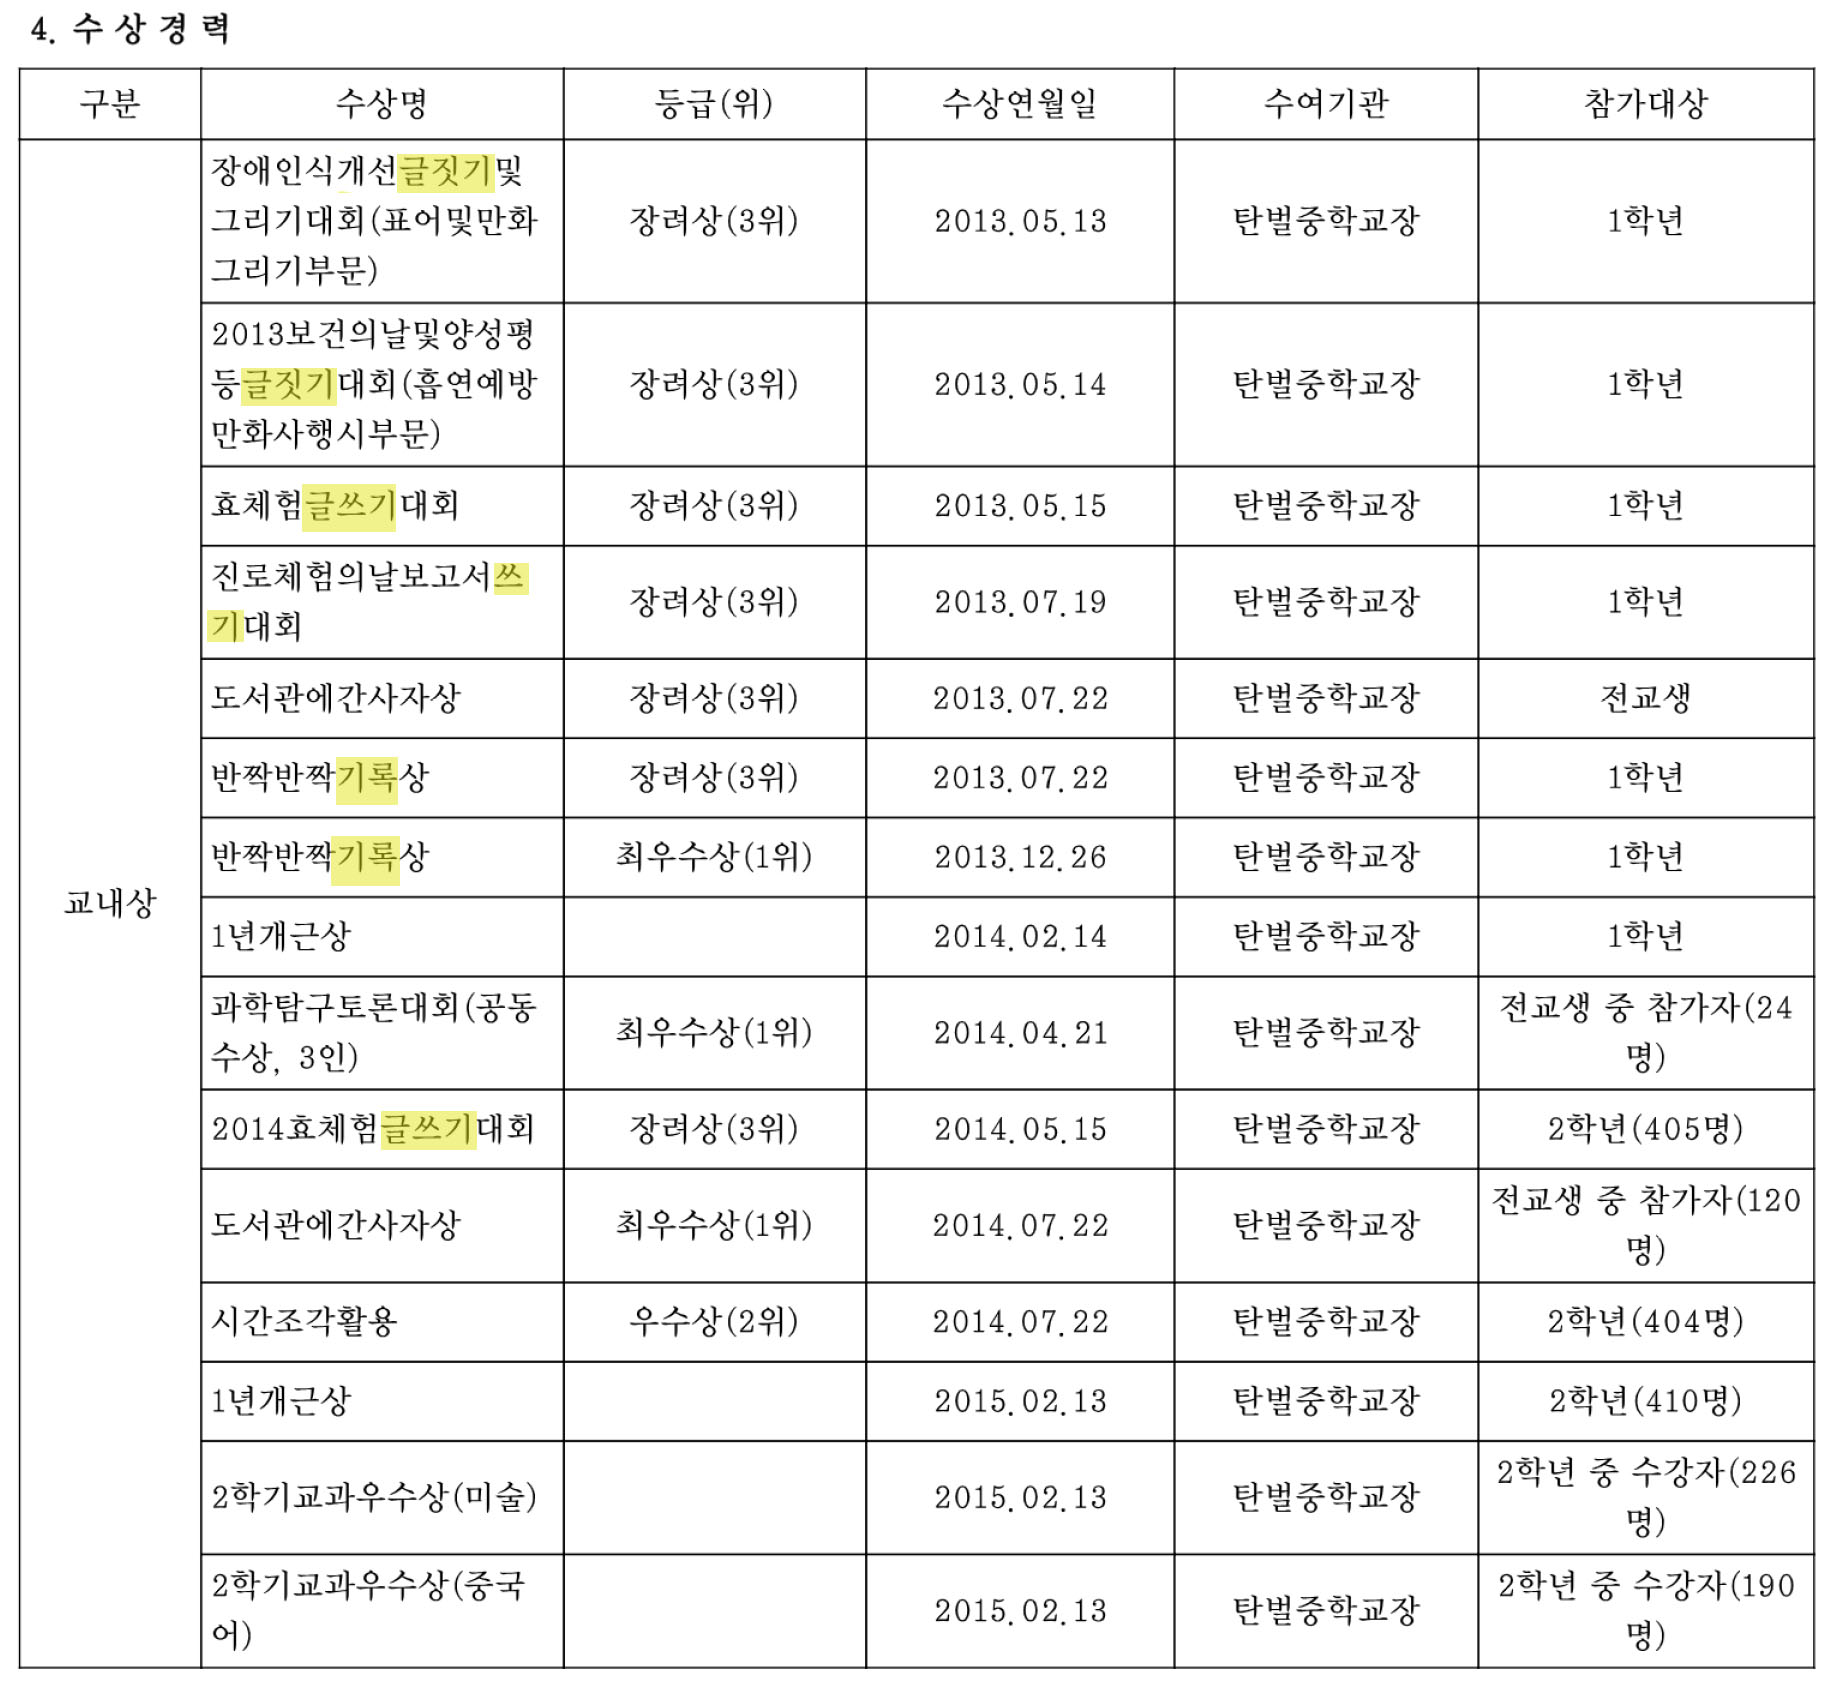 4. 수 상 경 력
구분 수상명 등급(위) 수상연월일 수여기관 참가대상
교내상
장애인식개선글짓기및
그리기대회(표어및만화
그리기부문)
장려상(3위) 2013.05.13 탄벌중학교장 1학년
2013보건의날및양성평
등글짓기대회(흡연예방
만화사행시부문)
장려상(3위) 2013.05.14 탄벌중학교장 1학년
효체험글쓰기대회 장려상(3위) 2013.05.15 탄벌중학교장 1학년
진로체험의날보고서쓰
기대회
장려상(3위) 2013.07.19 탄벌중학교장 1학년
도서관에간사자상 장려상(3위) 2013.07.22 탄벌중학교장 전교생
반짝반짝기록상 장려상(3위) 2013.07.22 탄벌중학교장 1학년
반짝반짝기록상 최우수상(1위) 2013.12.26 탄벌중학교장 1학년
1년개근상 2014.02.14 탄벌중학교장 1학년
과학탐구토론대회(공동
수상, 3인)
최우수상(1위) 2014.04.21 탄벌중학교장
전교생 중 참가자(24
명)
2014효체험글쓰기대회 장려상(3위) 2014.05.15 탄벌중학교장 2학년(405명)
도서관에간사자상 최우수상(1위) 2014.07.22 탄벌중학교장
전교생 중 참가자(120
명)
시간조각활용 우수상(2위) 2014.07.22 탄벌중학교장 2학년(404명)
1년개근상 2015.02.13 탄벌중학교장 2학년(410명)
2학기교과우수상(미술) 2015.02.13 탄벌중학교장
2학년 중 수강자(226
명)
2학기교과우수상(중국
어)
2015.02.13 탄벌중학교장
2학년 중 수강자(190
명)